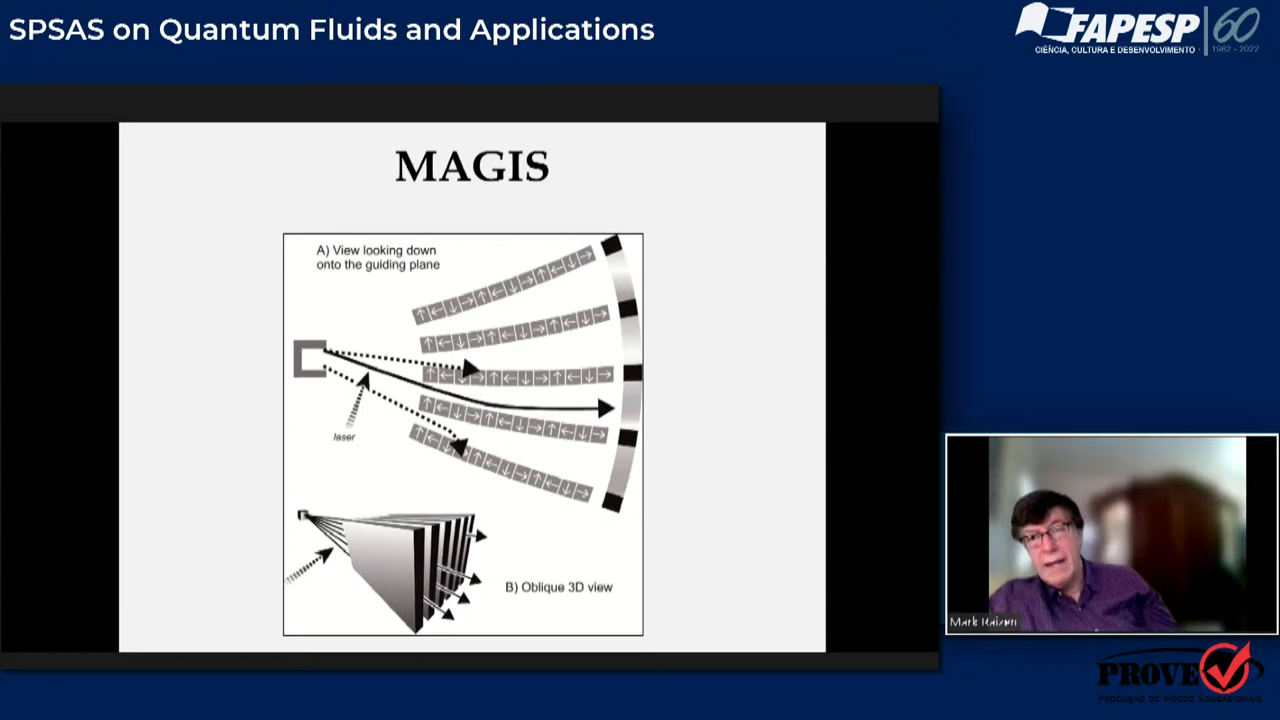 SPSAS on Quantum Fluids and Applications
FAPESP 60
CIÊNCIA, CULTURA E DESENVOLVIMENTO
1962 - 2022
MAGIS
A) View looking down
onto the guiding plane
laser
B) Oblique 3D view
Mark Raizen
PROVE
PRODUÇÃO DE VÍDEOS EDUCACIONAIS